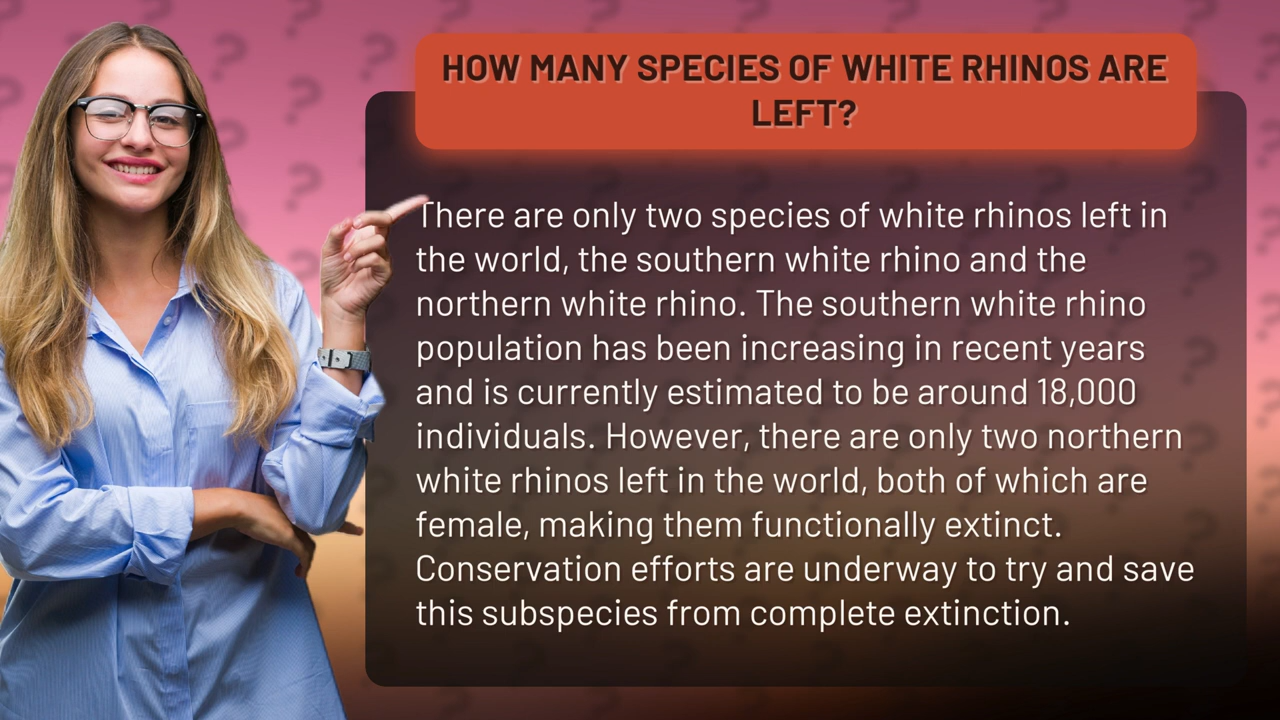 HOW MANY SPECIES OF WHITE RHINOS ARE
LEFT?
There are only two species of white rhinos left in
the world, the southern white rhino and the
northern white rhino. The southern white rhino
population has been increasing in recent years
and is currently estimated to be around 18,000
individuals. However, there are only two northern
white rhinos left in the world, both of which are
female, making them functionally extinct.
Conservation efforts are underway to try and save
this subspecies from complete extinction.